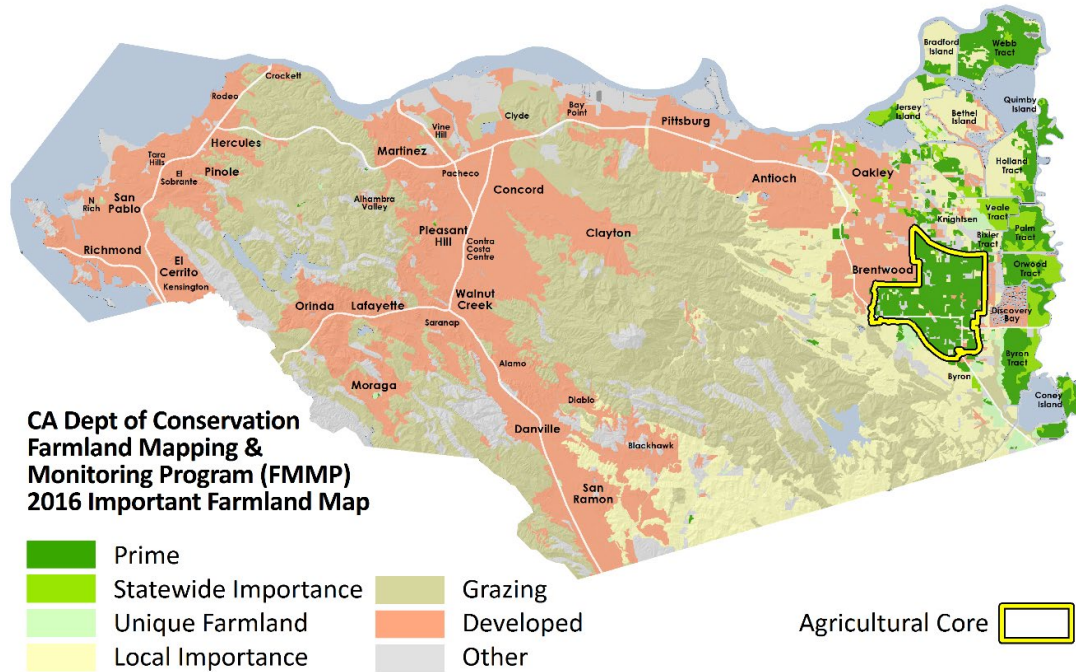 Bradford
Island
Webb
Tract
Crockett
Rodeo
Quimby
Island
Jersey
Island
Bethel
Island
Bay
Point
Pittsburg
Clyde
Vine
Hill
Hercules
Martinez
Tara
Hills
El
Sobrante
Pinole
Pacheco
Holland
Tract
Antioch
Oakley
Concord
N
Rich
San
Pablo
Alhambra
Valley
Veale
Tract
Palm
Tract
Knightsen
Bixler
Tract
Pleasant
Hill
Clayton
Contra
Costa
Centre
Richmond
El
Cerrito
Kensington
Brentwood
Orwood
Tract
Orinda
Lafayette
Walnut
Creek
Saranap
Discovery
Bay
Alamo
Byron
Tract
Moraga
Diablo
Byron
Coney
Island
Danville
Blackhawk
San
Ramon
CA Dept of Conservation
Farmland Mapping &
Monitoring Program (FMMP)
2016 Important Farmland Map
Prime
Statewide Importance
Unique Farmland
Local Importance
Grazing
Developed
Other
Agricultural Core